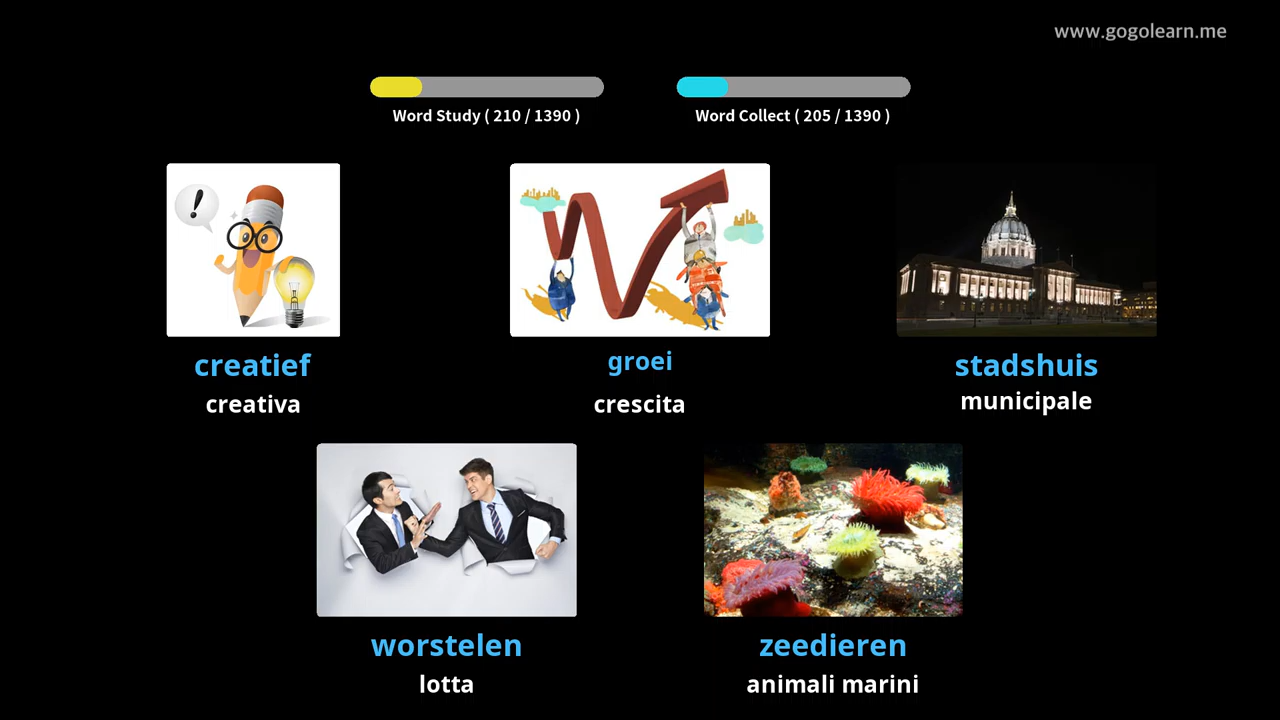 www.gogolearn.me
Word Study ( 210 / 1390 )
Word Collect ( 205 / 1390 )
!
creatief
creativa
groei
crescita
stadshuis
municipale
worstelen
lotta
zeedieren
animali marini